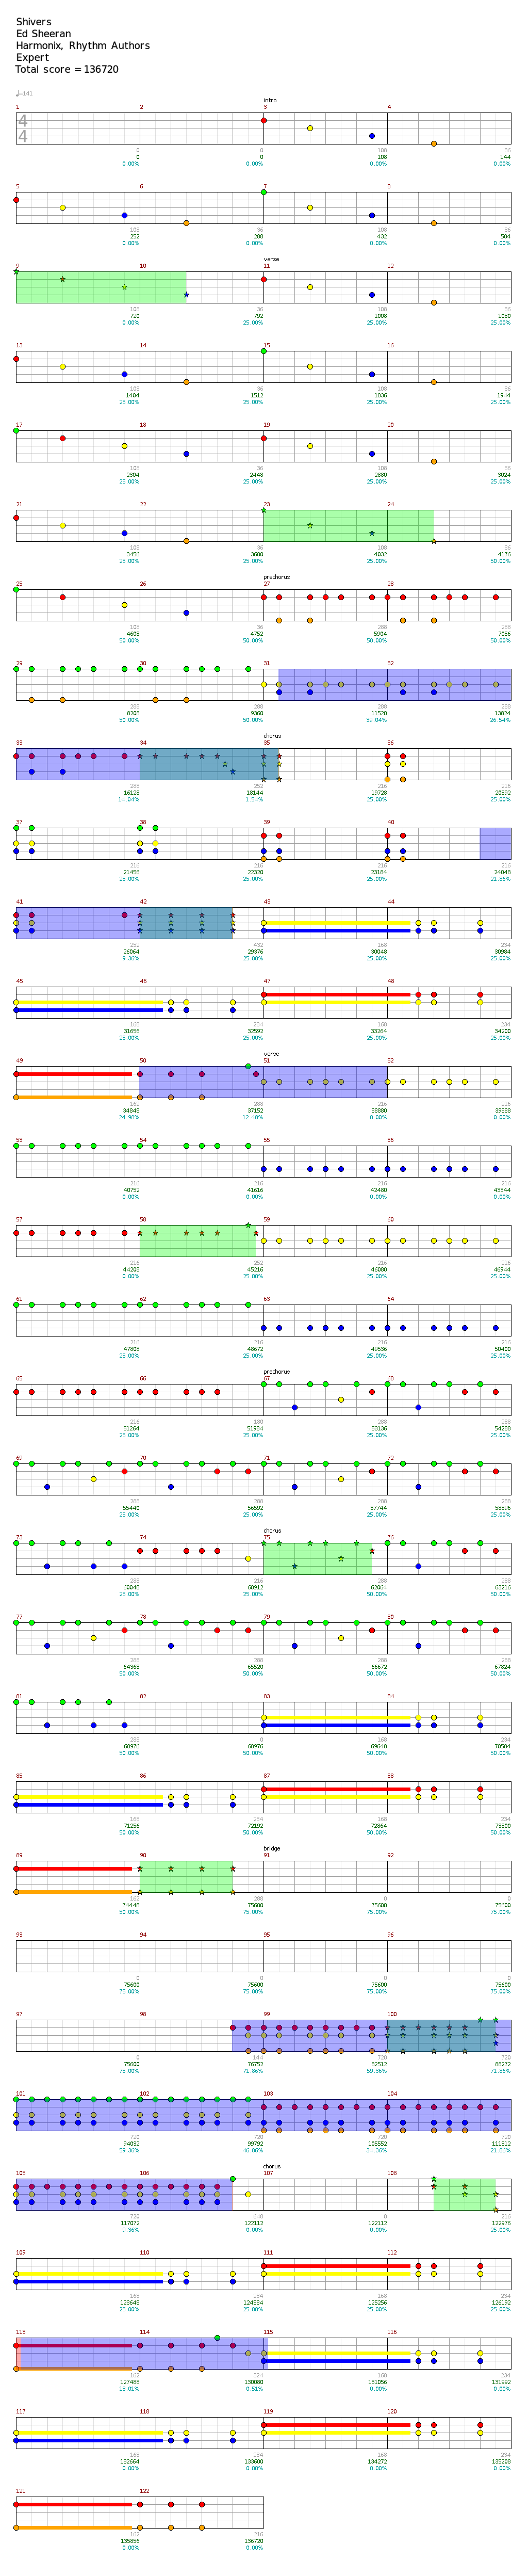 Shivers
Ed Sheeran
Harmonix, Rhythm Authors
Expert
Total score = 136720
♩=141
intro
1 2 3 4
4
4
0 0 108 36
0 0 108 144
0.00% 0.00% 0.00% 0.00%
5 6 7 8
108 36 108 36
252 288 432 504
0.00% 0.00% 0.00% 0.00%
verse
9 10 11 12
108 36 108 36
720 792 1008 1080
0.00% 25.00% 25.00% 25.00%
13 14 15 16
108 36 108 36
1404 1512 1836 1944
25.00% 25.00% 25.00% 25.00%
17 18 19 20
108 36 108 36
2304 2448 2880 3024
25.00% 25.00% 25.00% 25.00%
21 22 23 24
108 36 108 36
3456 3600 4032 4176
25.00% 25.00% 25.00% 50.00%
prechorus
25 26 27 28
108 36 288 288
4608 4752 5904 7056
50.00% 50.00% 50.00% 50.00%
29 30 31 32
288 288 288 288
8208 9360 11520 13824
50.00% 50.00% 39.04% 26.54%
chorus
33 34 35 36
288 252 216 216
16128 18144 19728 20592
14.04% 1.54% 25.00% 25.00%
37 38 39 40
216 216 216 216
21456 22320 23184 24048
25.00% 25.00% 25.00% 21.86%
41 42 43 44
252 432 168 234
26064 29376 30048 30984
9.36% 25.00% 25.00% 25.00%
45 46 47 48
168 234 168 234
31656 32592 33264 34200
25.00% 25.00% 25.00% 25.00%
verse
49 50 51 52
162 288 216 216
34848 37152 38880 39888
24.98% 12.48% 0.00% 0.00%
53 54 55 56
216 216 216 216
40752 41616 42480 43344
0.00% 0.00% 0.00% 0.00%
57 58 59 60
216 252 216 216
44208 45216 46080 46944
0.00% 25.00% 25.00% 25.00%
61 62 63 64
216 216 216 216
47808 48672 49536 50400
25.00% 25.00% 25.00% 25.00%
prechorus
65 66 67 68
216 180 288 288
51264 51984 53136 54288
25.00% 25.00% 25.00% 25.00%
69 70 71 72
288 288 288 288
55440 56592 57744 58896
25.00% 25.00% 25.00% 25.00%
chorus
73 74 75 76
288 216 288 288
60048 60912 62064 63216
25.00% 25.00% 50.00% 50.00%
77 78 79 80
288 288 288 288
64368 65520 66672 67824
50.00% 50.00% 50.00% 50.00%
81 82 83 84
288 0 168 234
68976 68976 69648 70584
50.00% 50.00% 50.00% 50.00%
85 86 87 88
168 234 168 234
71256 72192 72864 73800
50.00% 50.00% 50.00% 50.00%
bridge
89 90 91 92
162 288 0 0
74448 75600 75600 75600
50.00% 75.00% 75.00% 75.00%
93 94 95 96
0 0 0 0
75600 75600 75600 75600
75.00% 75.00% 75.00% 75.00%
97 98 99 100
0 144 720 720
75600 76752 82512 88272
75.00% 71.86% 59.36% 71.86%
101 102 103 104
720 720 720 720
94032 99792 105552 111312
59.36% 46.86% 34.36% 21.86%
chorus
105 106 107 108
720 648 0 216
117072 122112 122112 122976
9.36% 0.00% 0.00% 25.00%
109 110 111 112
168 234 168 234
123648 124584 125256 126192
25.00% 25.00% 25.00% 25.00%
113 114 115 116
162 324 168 234
127488 130080 131056 131992
13.01% 0.51% 0.00% 0.00%
117 118 119 120
168 234 168 234
132664 133600 134272 135208
0.00% 0.00% 0.00% 0.00%
121 122
162 216
135856 136720
0.00% 0.00%